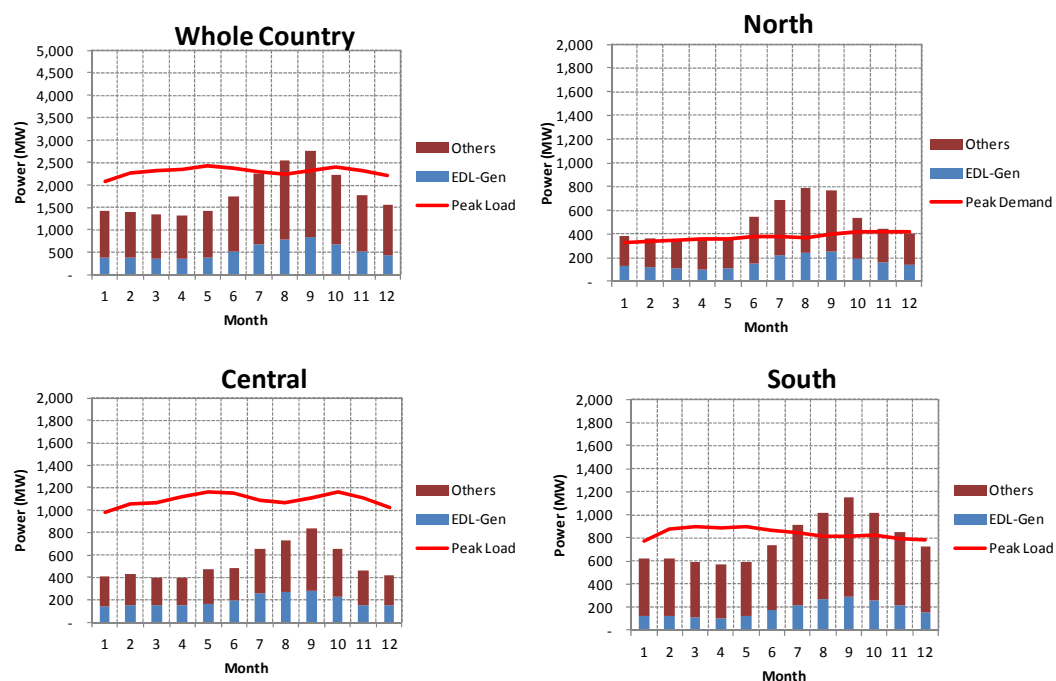 Whole Country
Power (MW)
5,000
4,500
4,000
3,500
3,000
2,500
2,000
1,500
1,000
500
-
1 2 3 4 5 6 7 8 9 10 11 12
Month
Others
EDL-Gen
Peak Load
North
Power (MW)
2,000
1,800
1,600
1,400
1,200
1,000
800
600
400
200
-
1 2 3 4 5 6 7 8 9 10 11 12
Month
Others
EDL-Gen
Peak Demand
Central
Power (MW)
2,000
1,800
1,600
1,400
1,200
1,000
800
600
400
200
-
1 2 3 4 5 6 7 8 9 10 11 12
Month
Others
EDL-Gen
Peak Load
South
Power (MW)
2,000
1,800
1,600
1,400
1,200
1,000
800
600
400
200
-
1 2 3 4 5 6 7 8 9 10 11 12
Month
Others
EDL-Gen
Peak Load